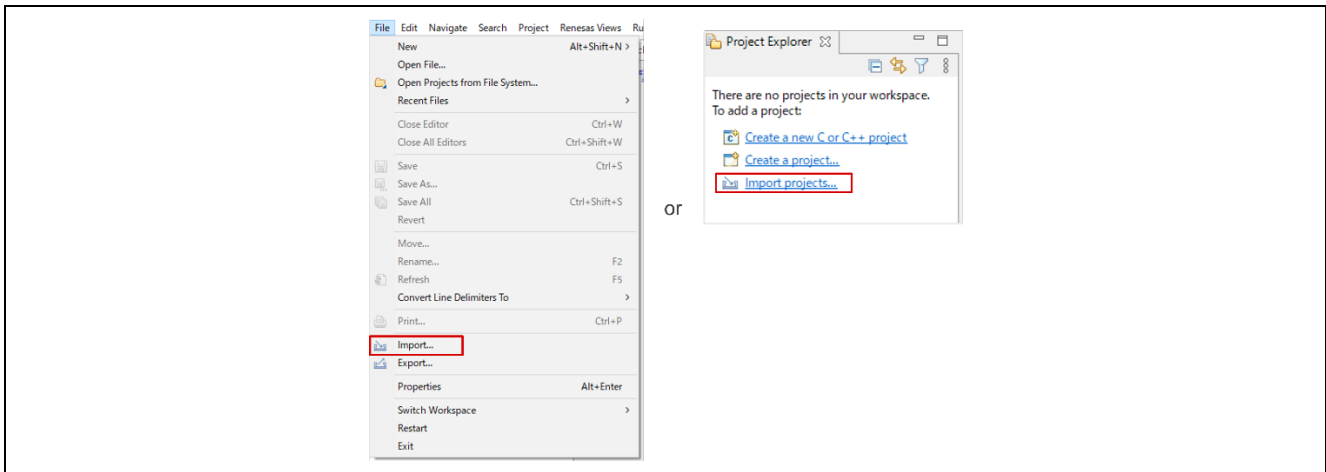 File Edit Navigate Search Project Renesas Views Ru
New Alt+Shift+N >
Open File...
Open Projects from File System...
Recent Files >
Close Editor Ctrl+W
Close All Editors Ctrl+Shift+W
Save Ctrl+S
Save As...
Save All Ctrl+Shift+S
Revert
Move...
Rename... F2
Refresh F5
Convert Line Delimiters To >
Print... Ctrl+P
Import...
Export...
Properties Alt+Enter
Switch Workspace >
Restart
Exit
or
Project Explorer
There are no projects in your workspace.
To add a project:
Create a new C or C++ project
Create a project...
Import projects...